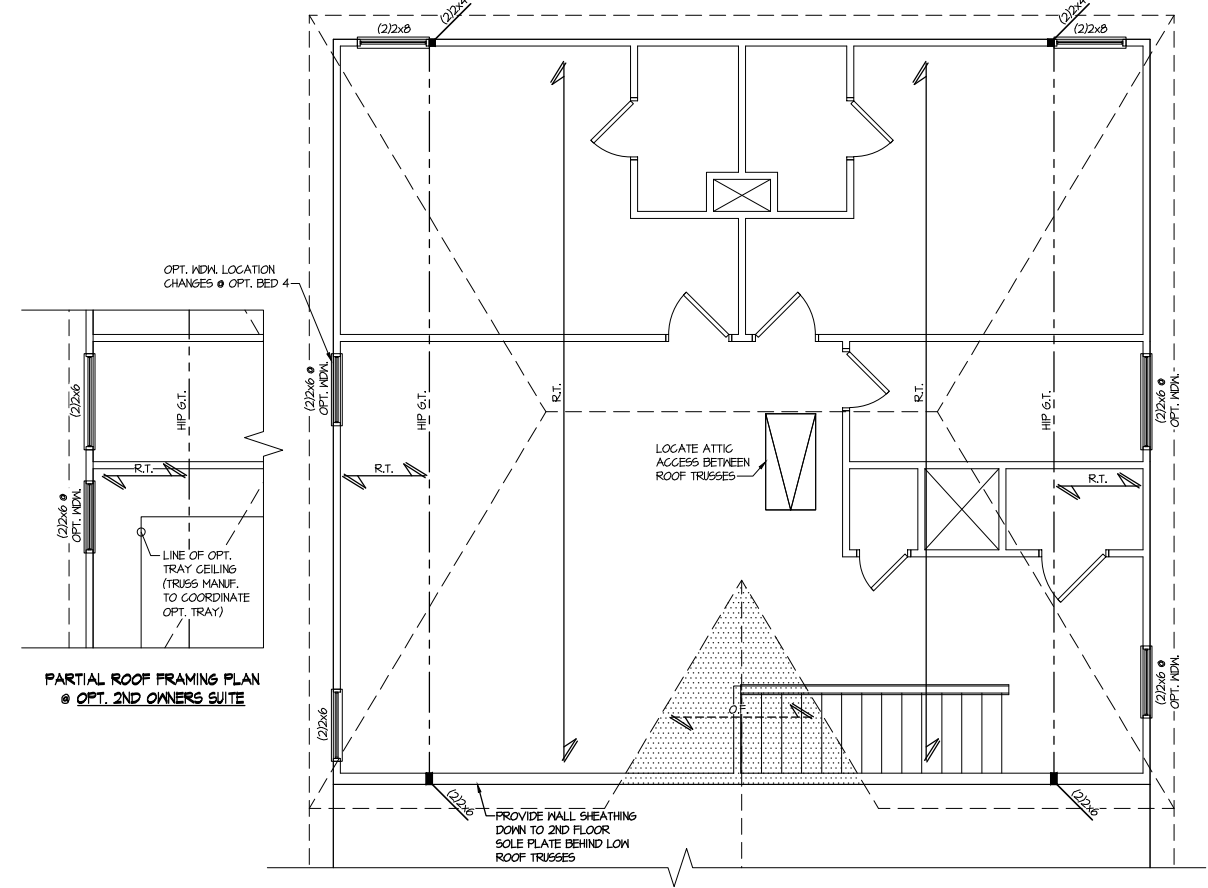 (2)2x4
(2)2x4
(2)2x8
(2)2x8
OPT. WDW. LOCATION
CHANGES @ OPT. BED 4
(2)2x6 @
OPT. WDW.
HIP G.T.
R.T.
R.T.
HIP G.T.
(2)2x6 @
OPT. WDW.
(2)2x6
HIP G.T.
R.T.
LOCATE ATTIC
ACCESS BETWEEN
ROOF TRUSSES
R.T.
R.T.
(2)2x6 @
OPT. WDW.
LINE OF OPT.
TRAY CEILING
(TRUSS MANUF.
TO COORDINATE
OPT. TRAY)
PARTIAL ROOF FRAMING PLAN
@ OPT. 2ND OWNERS SUITE
(2)2x6
(2)2x6 @
OPT. WDW.
(2)2x6
(2)2x6
PROVIDE WALL SHEATHING
DOWN TO 2ND FLOOR
SOLE PLATE BEHIND LOW
ROOF TRUSSES